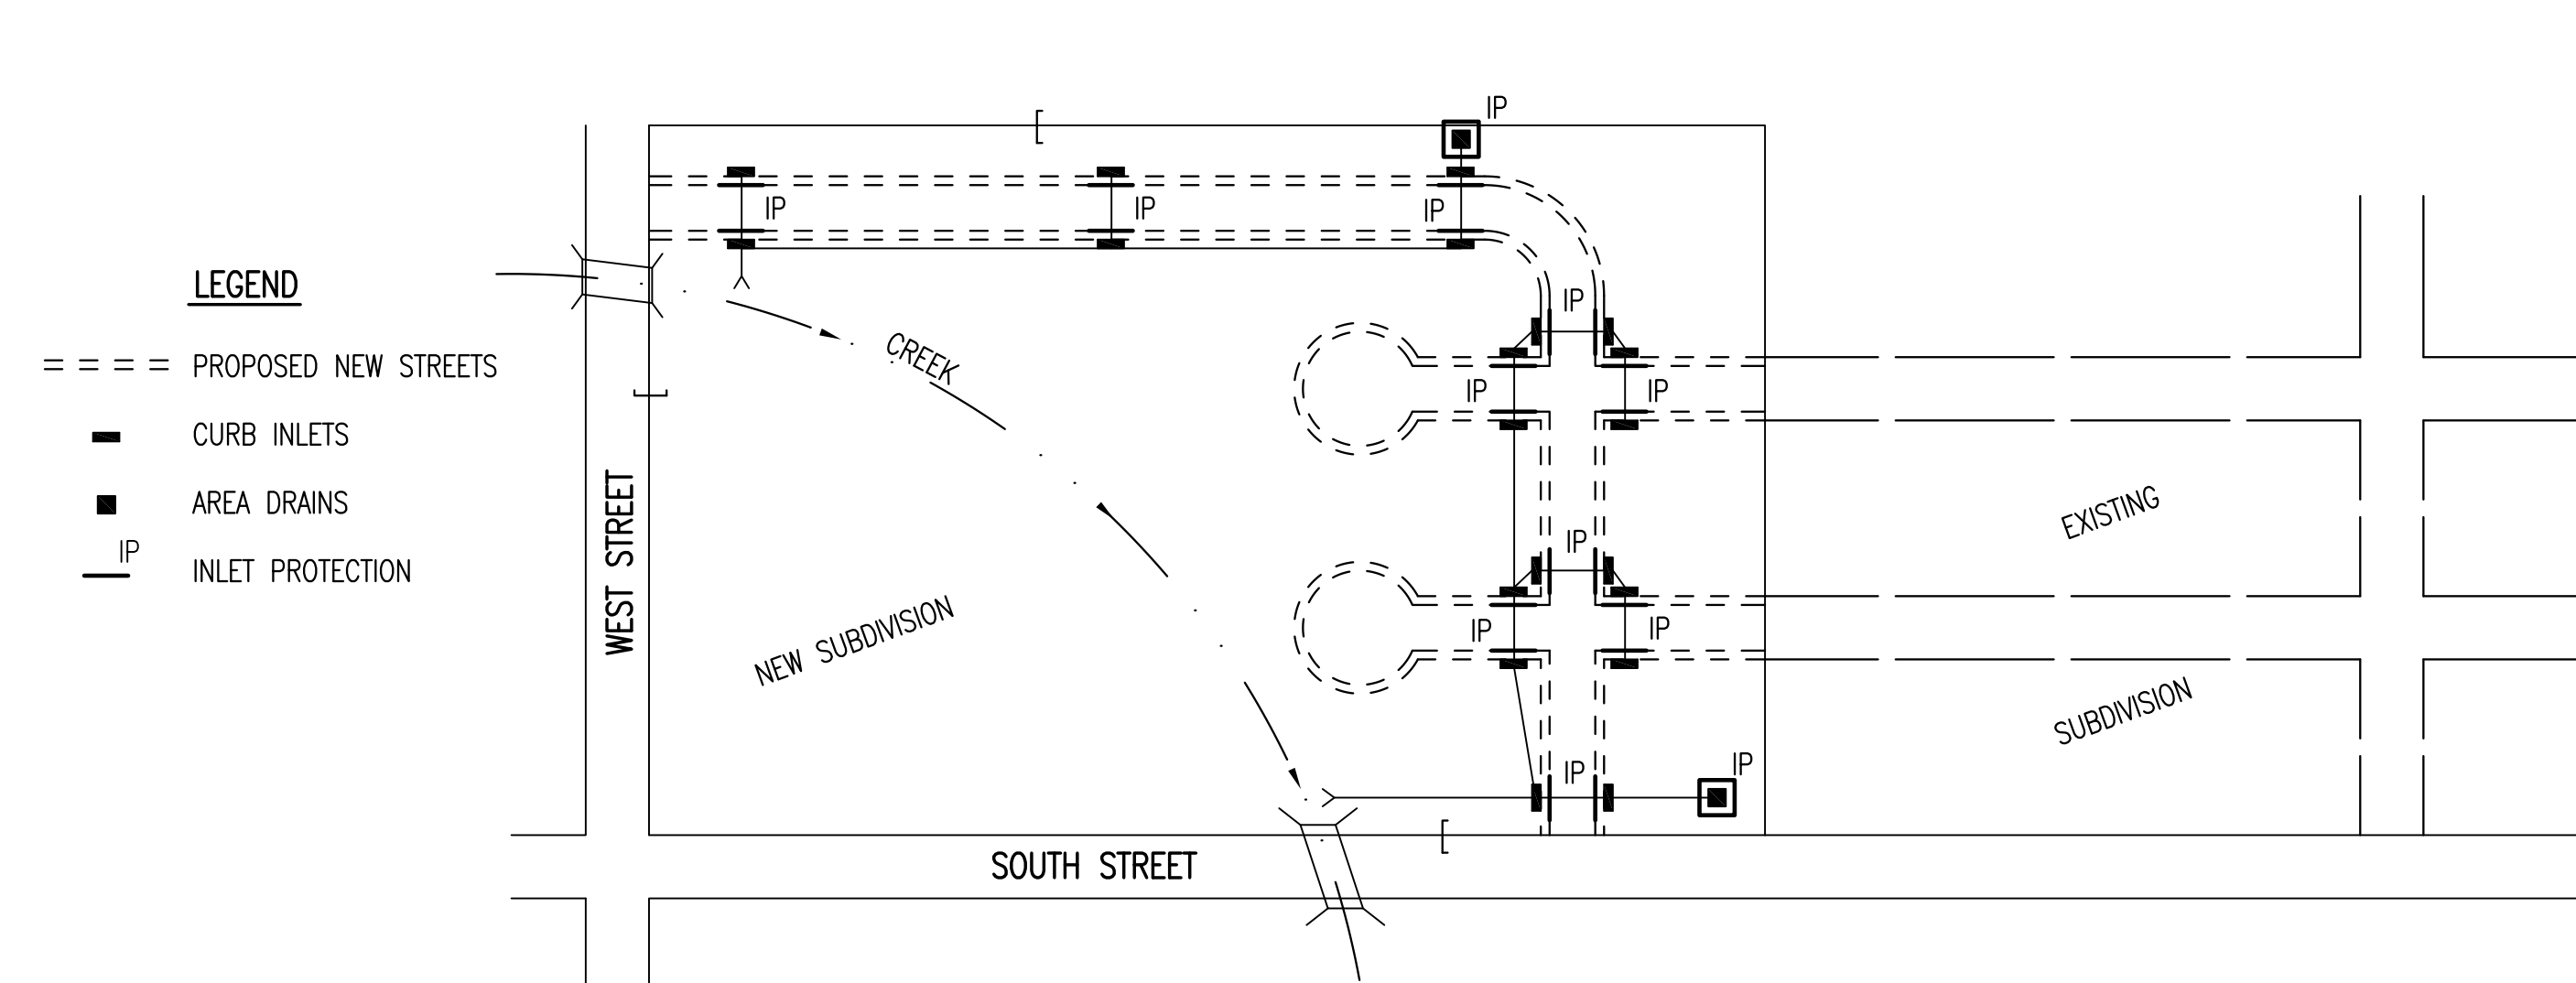 IP
IP
IP
IP
LEGEND
IP
PROPOSED NEW STREETS
CREEK
IP
IP
CURB INLETS
AREA DRAINS
EXISTING
IP
IP
INLET PROTECTION
WEST STREET
NEW SUBDIVISION
IP
IP
SUBDIVISION
IP
IP
SOUTH STREET